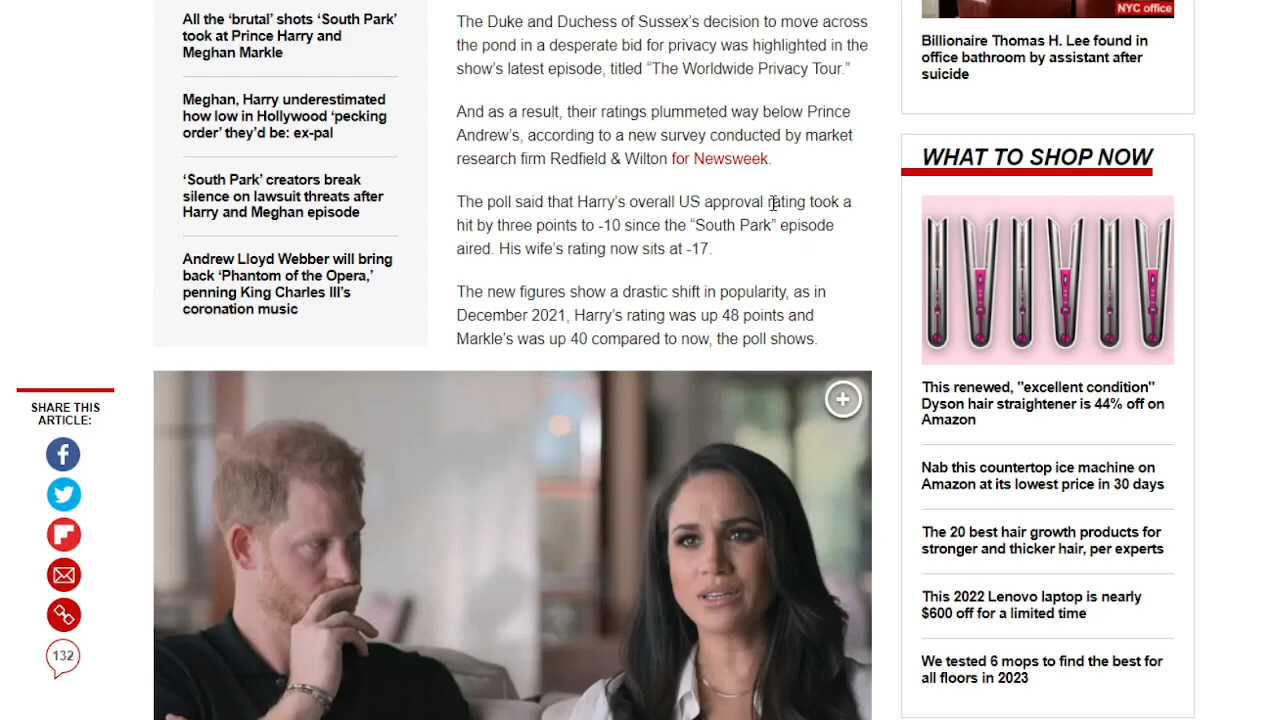 All the ‘brutal’ shots ‘South Park’
took at Prince Harry and
Meghan Markle
Meghan, Harry underestimated
how low in Hollywood ‘pecking
order’ they’d be: ex-pal
‘South Park’ creators break
silence on lawsuit threats after
Harry and Meghan episode
Andrew Lloyd Webber will bring
back ‘Phantom of the Opera,’
penning King Charles III’s
coronation music
SHARE THIS
ARTICLE:
132
The Duke and Duchess of Sussex’s decision to move across
the pond in a desperate bid for privacy was highlighted in the
show’s latest episode, titled “The Worldwide Privacy Tour.”
And as a result, their ratings plummeted way below Prince
Andrew’s, according to a new survey conducted by market
research firm Redfield & Wilton for Newsweek.
The poll said that Harry’s overall US approval rating took a
hit by three points to -10 since the “South Park” episode
aired. His wife’s rating now sits at -17.
The new figures show a drastic shift in popularity, as in
December 2021, Harry’s rating was up 48 points and
Markle’s was up 40 compared to now, the poll shows.
NYC office
Billionaire Thomas H. Lee found in
office bathroom by assistant after
suicide
WHAT TO SHOP NOW
This renewed, "excellent condition"
Dyson hair straightener is 44% off on
Amazon
Nab this countertop ice machine on
Amazon at its lowest price in 30 days
The 20 best hair growth products for
stronger and thicker hair, per experts
This 2022 Lenovo laptop is nearly
$600 off for a limited time
We tested 6 mops to find the best for
all floors in 2023